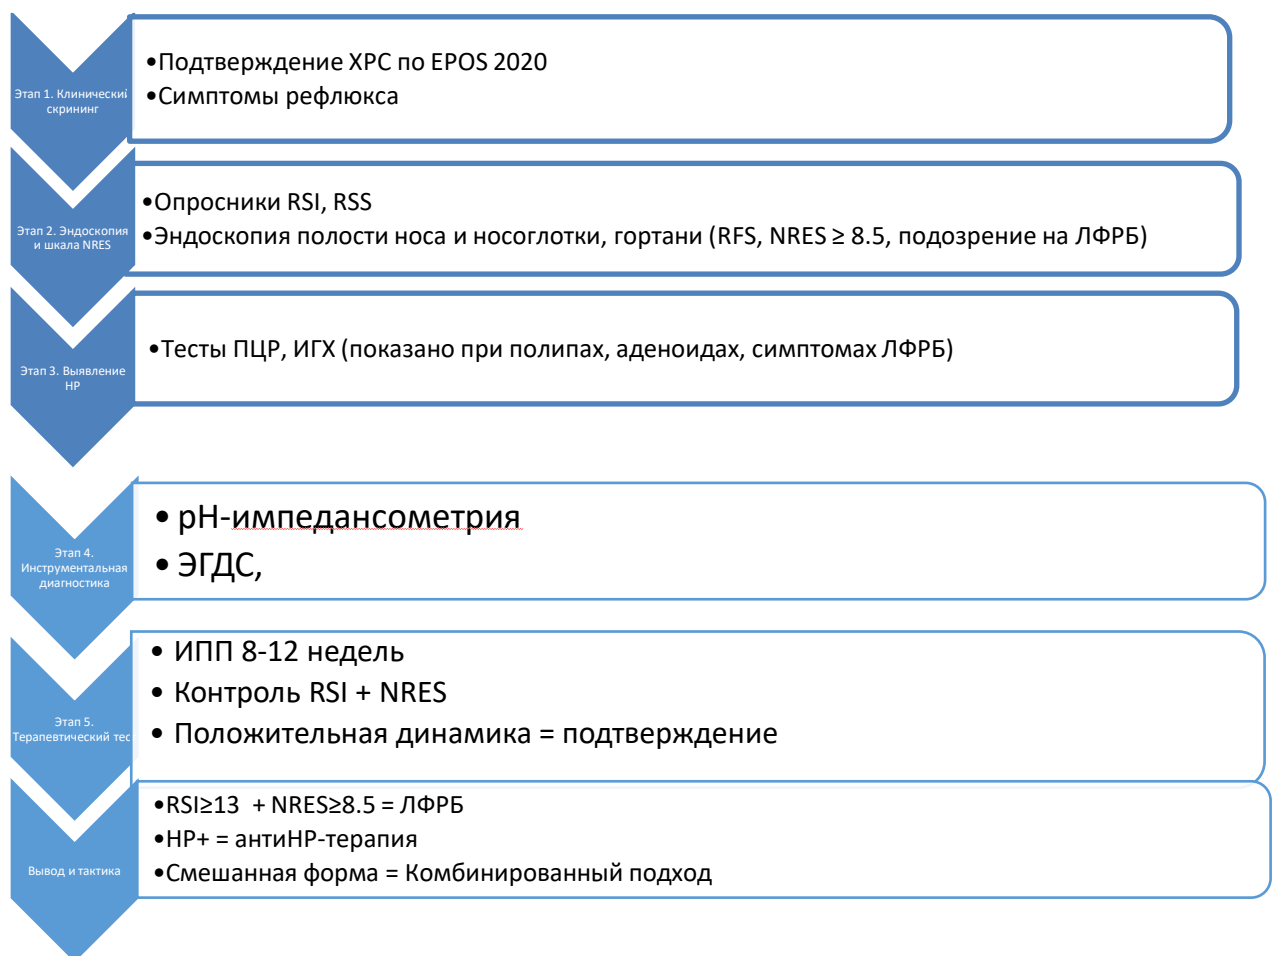 Этап 1. Клинический
скрининг
•Подтверждение ХРС по EPOS 2020
•Симптомы рефлюкса
Этап 2. Эндоскопия
и шкала NRES
•Опросники RSI, RSS
•Эндоскопия полости носа и носоглотки, гортани (RFS, NRES ≥ 8.5, подозрение на ЛФРБ)
Этап 3. Выявление
HP
•Тесты ПЦР, ИГХ (показано при полипах, аденоидах, симптомах ЛФРБ)
Этап 4.
Инструментальная
диагностика
• pH-импедансометрия
• ЭГДС,
Этап 5.
Терапевтический тес
• ИПП 8-12 недель
• Контроль RSI + NRES
• Положительная динамика = подтверждение
Вывод и тактика
•RSI≥13 + NRES≥8.5 = ЛФРБ
•HP+ = антиHP-терапия
•Смешанная форма = Комбинированный подход